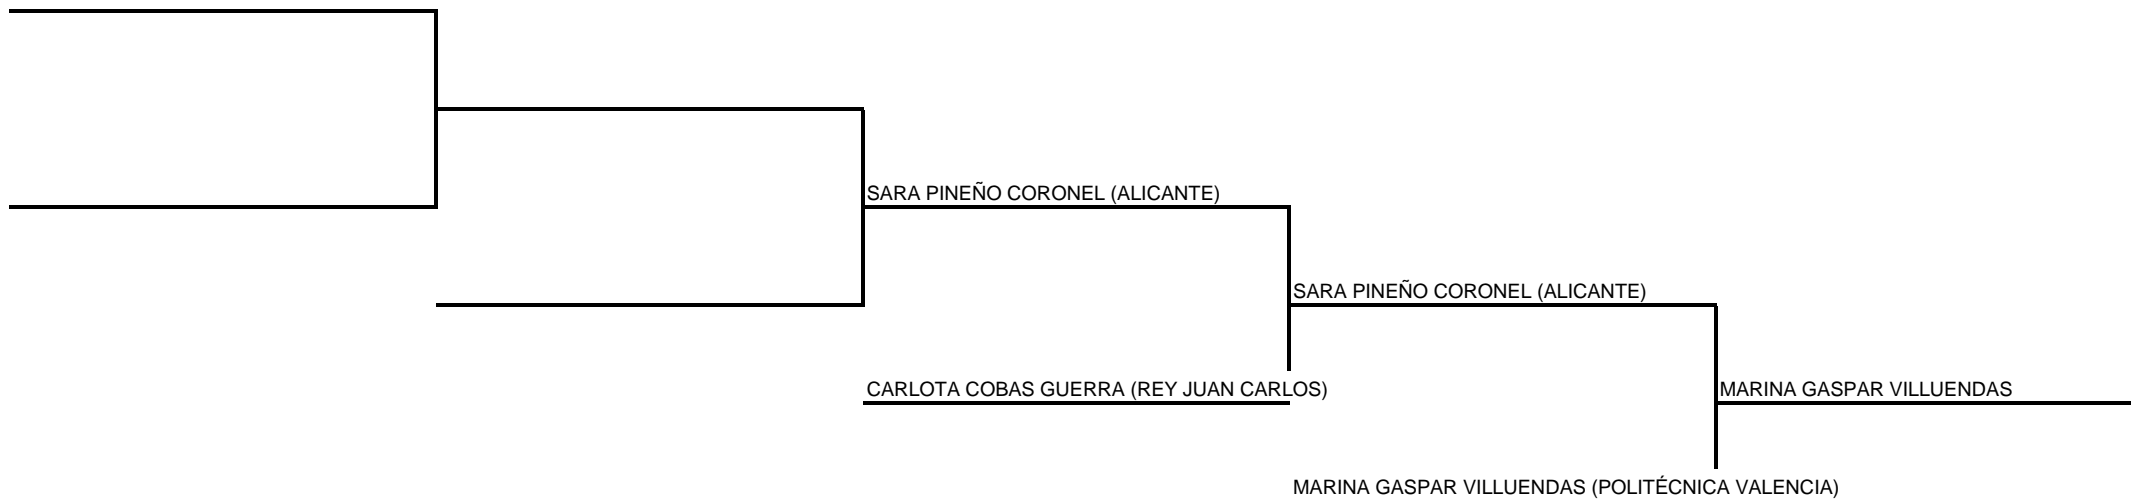 SARA PINEÑO CORONEL (ALICANTE)
SARA PINEÑO CORONEL (ALICANTE)
CARLOTA COBAS GUERRA (REY JUAN CARLOS)
MARINA GASPAR VILLUENDAS
MARINA GASPAR VILLUENDAS (POLITÉCNICA VALENCIA)